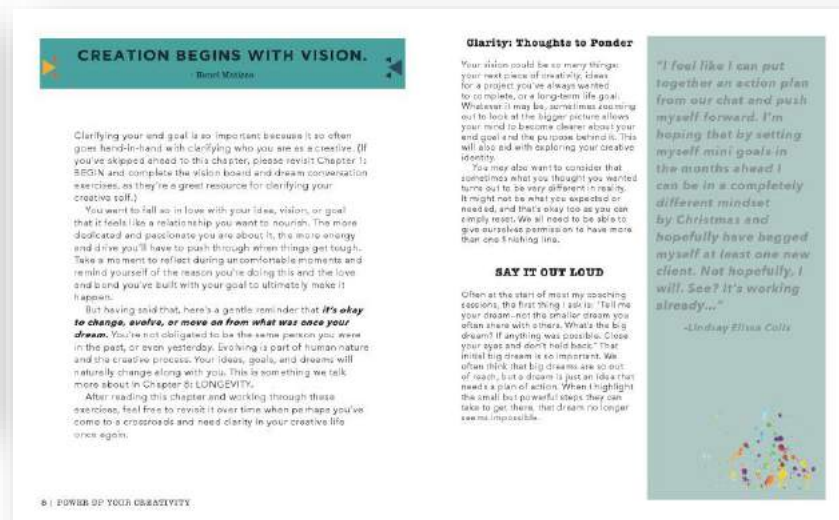 CREATION BEGINS WITH VISION.
- Henri Matisse
Clarifying your end goal is so important because it so often
goes hand-in-hand with clarifying who you are as a creative. (If
you've skipped ahead to this chapter, please revisit Chapter 1:
BEGIN and complete the vision board and dream conversation
exercises, as they're a great resource for clarifying your
creative self.)
You want to fall so in love with your idea, vision, or goal
that it feels like a relationship you want to nourish. The more
dedicated and passionate you are about it, the more energy
and drive you'll have to push through when things get tough.
Take a moment to reflect during uncomfortable moments and
remind yourself of the reason you're doing this and the love
and bond you've built with your goal to ultimately make it
happen.
But having said that, here's a gentle reminder that it's okay
to change, evolve, or move on from what was once your
dream. You're not obligated to be the same person you were
in the past, or even yesterday. Evolving is part of human nature
and the creative process. Your ideas, goals, and dreams will
naturally change along with you. This is something we talk
more about in Chapter 8: LONGEVITY.
After reading this chapter and working through these
exercises, feel free to revisit it over time when perhaps you've
come to a crossroads and need clarity in your creative life
once again.
6 | POWER UP YOUR CREATIVITY
Clarity: Thoughts to Ponder
Your vision could be so many things:
your next piece of creativity, ideas
for a project you've always wanted
to complete, or a long-term life goal.
Whatever it may be, sometimes zooming
out to look at the bigger picture allows
your mind to become clearer about your
end goal and the purpose behind it. This
will also aid with exploring your creative
identity.
You may also want to consider that
sometimes what you thought you wanted
turns out to be very different in reality.
It might not be what you expected or
needed, and that's okay too as you can
simply reset. We all need to be able to
give ourselves permission to have more
than one finishing line.
SAY IT OUT LOUD
Often at the start of most my coaching
sessions, the first thing I ask is: "Tell me
your dream–not the smaller dream you
often share with others. What's the big
dream? If anything was possible. Close
your eyes and don't hold back." That
initial big dream is so important. We
often think that big dreams are so out
of reach, but a dream is just an idea that
needs a plan of action. When I highlight
the small but powerful steps they can
take to get there, that dream no longer
seems impossible.
"I feel like I can put
together an action plan
from our chat and push
myself forward. I'm
hoping that by setting
myself mini goals in
the months ahead I
can be in a completely
different mindset
by Christmas and
hopefully have bagged
myself at least one new
client. Not hopefully, I
will. See? It's working
already..."
–Lindsay Elisa Colls